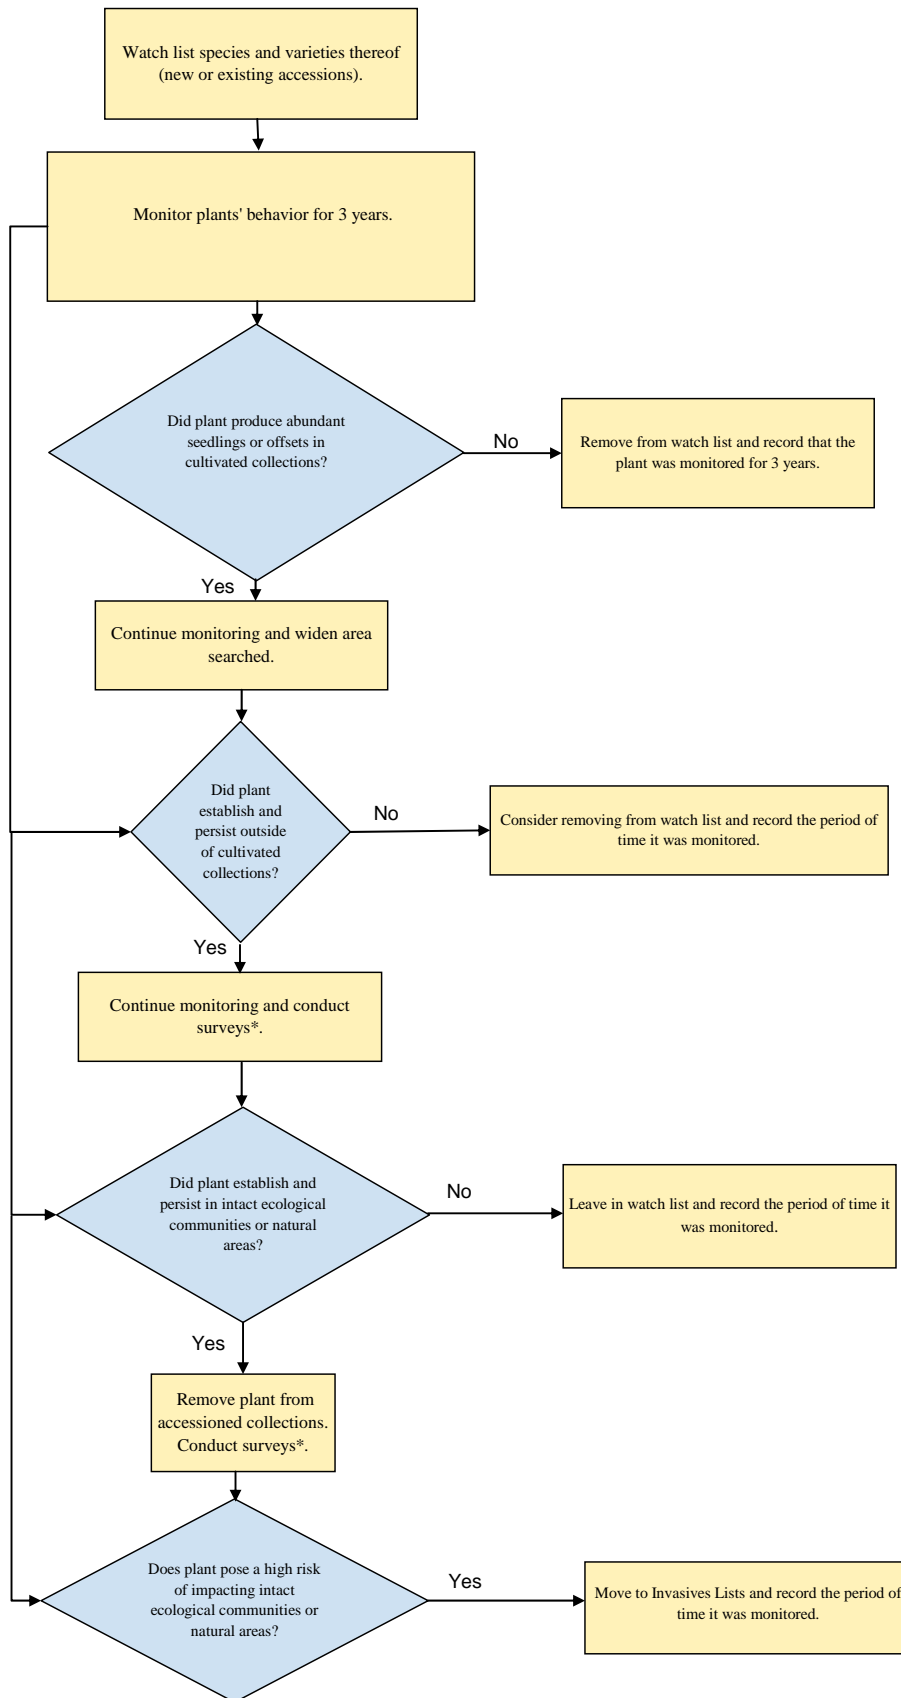 Watch list species and varieties thereof
(new or existing accessions).
Monitor plants' behavior for 3 years.
Did plant produce abundant
seedlings or offsets in
cultivated collections?
No
Remove from watch list and record that the
plant was monitored for 3 years.
Yes
Continue monitoring and widen area
searched.
Did plant
establish and
persist outside
of cultivated
collections?
No
Consider removing from watch list and record the period of
time it was monitored.
Yes
Continue monitoring and conduct
surveys*.
Did plant establish and
persist in intact ecological
communities or natural
areas?
No
Leave in watch list and record the period of time it
was monitored.
Yes
Remove plant from
accessioned collections.
Conduct surveys*.
Does plant pose a high risk
of impacting intact
ecological communities or
natural areas?
Yes
Move to Invasives Lists and record the period of
time it was monitored.